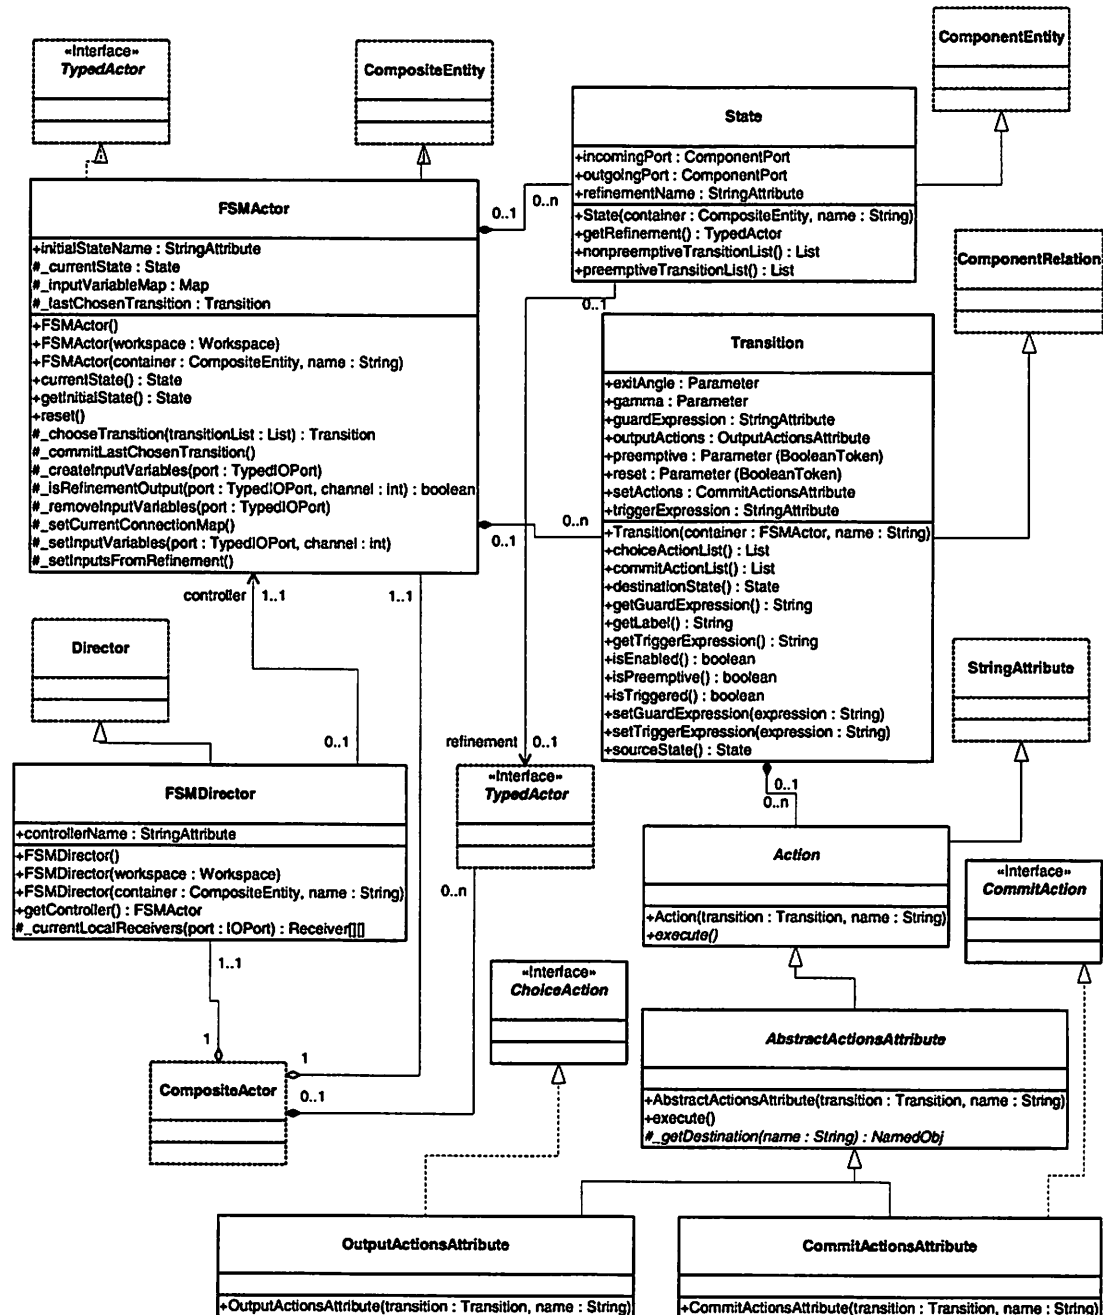 «Interface»
TypedActor
CompositeEntity
ComponentEntity
State
+incomingPort : ComponentPort
+outgoingPort : ComponentPort
+refinementName : StringAttribute
+State(container : CompositeEntity, name : String)
+getRefinement() : TypedActor
+nonpreemptiveTransitionList() : List
+preemptiveTransitionList() : List
FSMActor
+initialStateName : StringAttribute
#_currentState : State
#_inputVariableMap : Map
#_lastChosenTransition : Transition
+FSMActor()
+FSMActor(workspace : Workspace)
+FSMActor(container : CompositeEntity, name : String)
+currentState() : State
+getInitialState() : State
+reset()
#_chooseTransition(transitionList : List) : Transition
#_commitLastChosenTransition()
#_createInputVariables(port : TypedIOPort)
#_isRefinementOutput(port : TypedIOPort, channel : int) : boolean
#_removeInputVariables(port : TypedIOPort)
#_setCurrentConnectionMap()
#_setInputVariables(port : TypedIOPort, channel : int)
#_setInputsFromRefinement()
0..1
0..n
0..1
0..n
0..1
ComponentRelation
Transition
+exitAngle : Parameter
+gamma : Parameter
+guardExpression : StringAttribute
+outputActions : OutputActionsAttribute
+preemptive : Parameter (BooleanToken)
+reset : Parameter (BooleanToken)
+setActions : CommitActionsAttribute
+triggerExpression : StringAttribute
+Transition(container : FSMActor, name : String)
+choiceActionList() : List
+commitActionList() : List
+destinationState() : State
+getGuardExpression() : String
+getLabel() : String
+getTriggerExpression() : String
+isEnabled() : boolean
+isPreemptive() : boolean
+isTriggered() : boolean
+setGuardExpression(expression : String)
+setTriggerExpression(expression : String)
+sourceState() : State
controller
1..1
1..1
Director
0..1
refinement
0..1
StringAttribute
FSMDirector
+controllerName : StringAttribute
+FSMDirector()
+FSMDirector(workspace : Workspace)
+FSMDirector(container : CompositeEntity, name : String)
+getController() : FSMActor
#_currentLocalReceivers(port : IOPort) : Receiver[][]
«Interface»
TypedActor
0..n
0..1
0..n
Action
+Action(transition : Transition, name : String)
+execute()
«Interface»
CommitAction
1..1
«Interface»
ChoiceAction
1
1
0..1
CompositeActor
AbstractActionsAttribute
+AbstractActionsAttribute(transition : Transition, name : String)
+execute()
#_getDestination(name : String) : NamedObj
OutputActionsAttribute
+OutputActionsAttribute(transition : Transition, name : String)
CommitActionsAttribute
+CommitActionsAttribute(transition : Transition, name : String)